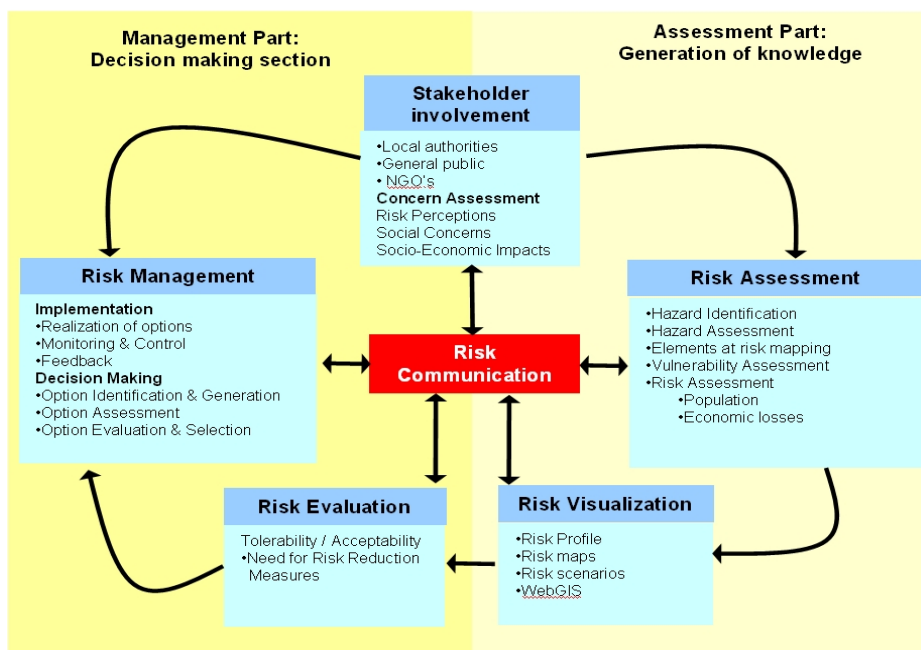 Management Part:
Decision making section
Assessment Part:
Generation of knowledge
Stakeholder
involvement
•Local authorities
•General public
• NGO's
Concern Assessment
Risk Perceptions
Social Concerns
Socio-Economic Impacts
Risk Management
Implementation
•Realization of options
•Monitoring & Control
•Feedback
Decision Making
•Option Identification & Generation
•Option Assessment
•Option Evaluation & Selection
Risk
Communication
Risk Assessment
•Hazard Identification
•Hazard Assessment
•Elements at risk mapping
•Vulnerability Assessment
•Risk Assessment
•Population
•Economic losses
Risk Evaluation
Tolerability / Acceptability
•Need for Risk Reduction
Measures
Risk Visualization
•Risk Profile
•Risk maps
•Risk scenarios
•WebGIS